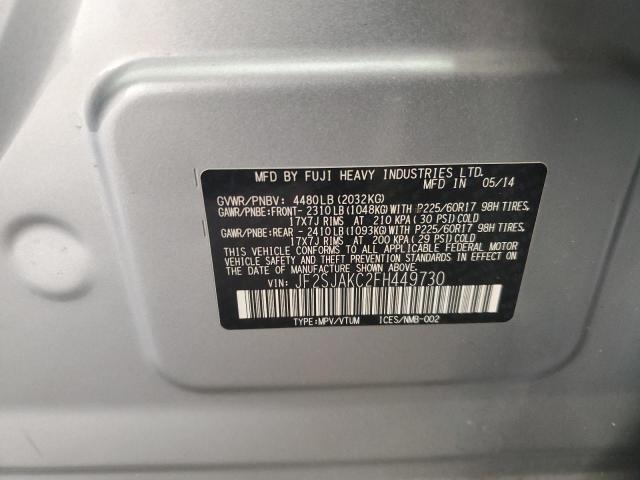 MFD BY FUJI HEAVY INDUSTRIES LTD.
MFD IN 05/14
GVWR/PNBV: 4480LB (2032KG)
GAWR/PNBE:FRONT- 2310LB (1048KG) WITH P225/60R17 98H TIRES,
17X7J RIMS AT 210 KPA (30 PSI) COLD
GAWR/PNBE:REAR - 2410LB (1093KG) WITH P225/60R17 98H TIRES,
17X7J RIMS AT 200 KPA (29 PSI) COLD
THIS VEHICLE CONFORMS TO ALL APPLICABLE FEDERAL MOTOR
VEHICLE SAFETY AND THEFT PREVENTION STANDARDS IN EFFECT
ON THE DATE OF MANUFACTURE SHOWN ABOVE.
VIN: JF2SJAKC2FH449730
TYPE:MPV/VTUM ICES/NMB-002